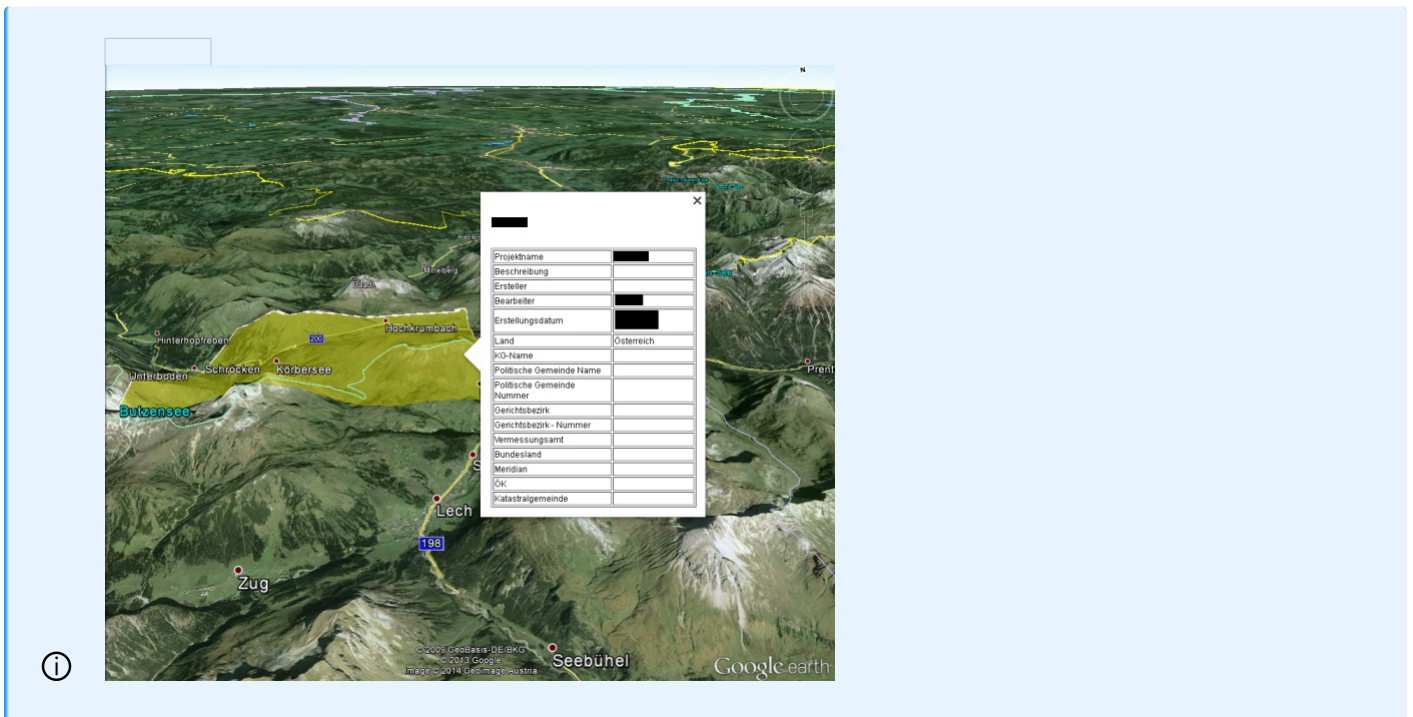 N
×
Projektname
Beschreibung
Ersteller
Bearbeiter
Erstellungsdatum
Land Österreich
KG-Name
Politische Gemeinde Name
Politische Gemeinde
Nummer
Gerichtsbezirk
Gerichtsbezirk - Nummer
Vermessungsamt
Bundesland
Meridian
ÖK
Katastralgemeinde
Mittelberg
Baad
Hochkrumbach
Hinterhopfreben
200
Schröcken
Körbersee
Unterboden
Prent
Butzensee
S
Lech
198
Zug
Seebühel
© 2009 GeoBasis-DE/BKG
© 2013 Google
Image © 2014 Geoimage Austria
Google earth